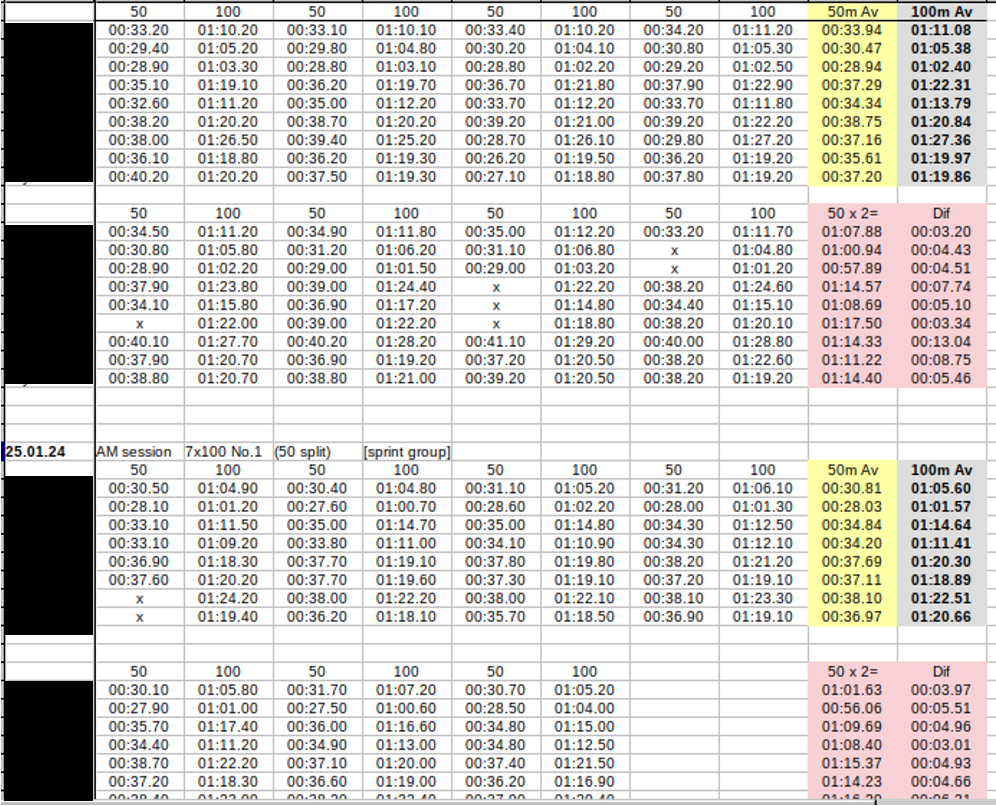 50 100 50 100 50 100 50 100 50m Av 100m Av
00:33.20 01:10.20 00:33.10 01:10.10 00:33.40 01:10.20 00:34.20 01:11.20 00:33.94 01:11.08
00:29.40 01:05.20 00:29.80 01:04.80 00:30.20 01:04.10 00:30.80 01:05.30 00:30.47 01:05.38
00:28.90 01:03.30 00:28.80 01:03.10 00:28.80 01:02.20 00:29.20 01:02.50 00:28.94 01:02.40
00:35.10 01:19.10 00:36.20 01:19.70 00:36.70 01:21.80 00:37.90 01:22.90 00:37.29 01:22.31
00:32.60 01:11.20 00:35.00 01:12.20 00:33.70 01:12.20 00:33.70 01:11.80 00:34.34 01:13.79
00:38.20 01:20.20 00:38.70 01:20.20 00:39.20 01:21.00 00:39.20 01:22.20 00:38.75 01:20.84
00:38.00 01:26.50 00:39.40 01:25.20 00:28.70 01:26.10 00:29.80 01:27.20 00:37.16 01:27.36
00:36.10 01:18.80 00:36.20 01:19.30 00:26.20 01:19.50 00:36.20 01:19.20 00:35.61 01:19.97
00:40.20 01:20.20 00:37.50 01:19.30 00:27.10 01:18.80 00:37.80 01:19.20 00:37.20 01:19.86
50 100 50 100 50 100 50 100 50 x 2= Dif
00:34.50 01:11.20 00:34.90 01:11.80 00:35.00 01:12.20 00:33.20 01:11.70 01:07.88 00:03.20
00:30.80 01:05.80 00:31.20 01:06.20 00:31.10 01:06.80 x 01:04.80 01:00.94 00:04.43
00:28.90 01:02.20 00:29.00 01:01.50 00:29.00 01:03.20 x 01:01.20 00:57.89 00:04.51
00:37.90 01:23.80 00:39.00 01:24.40 x 01:22.20 00:38.20 01:24.60 01:14.57 00:07.74
00:34.10 01:15.80 00:36.90 01:17.20 x 01:14.80 00:34.40 01:15.10 01:08.69 00:05.10
x 01:22.00 00:39.00 01:22.20 x 01:18.80 00:38.20 01:20.10 01:17.50 00:03.34
00:40.10 01:27.70 00:40.20 01:28.20 00:41.10 01:29.20 00:40.00 01:28.80 01:14.33 00:13.04
00:37.90 01:20.70 00:36.90 01:19.20 00:37.20 01:20.50 00:38.20 01:22.60 01:11.22 00:08.75
00:38.80 01:20.70 00:38.80 01:21.00 00:39.20 01:20.50 00:38.20 01:19.20 01:14.40 00:05.46
25.01.24 AM session 7x100 No.1 (50 split) [sprint group]
50 100 50 100 50 100 50 100 50m Av 100m Av
00:30.50 01:04.90 00:30.40 01:04.80 00:31.10 01:05.20 00:31.20 01:06.10 00:30.81 01:05.60
00:28.10 01:01.20 00:27.60 01:00.70 00:28.60 01:02.20 00:28.00 01:01.30 00:28.03 01:01.57
00:33.10 01:11.50 00:35.00 01:14.70 00:35.00 01:14.80 00:34.30 01:12.50 00:34.84 01:14.64
00:33.10 01:09.20 00:33.80 01:11.00 00:34.10 01:10.90 00:34.30 01:12.10 00:34.20 01:11.41
00:36.90 01:18.30 00:37.70 01:19.10 00:37.80 01:19.80 00:38.20 01:21.20 00:37.69 01:20.30
00:37.60 01:20.20 00:37.70 01:19.60 00:37.30 01:19.10 00:37.20 01:19.10 00:37.11 01:18.89
x 01:24.20 00:38.00 01:22.20 00:38.00 01:22.10 00:38.10 01:23.30 00:38.10 01:22.51
x 01:19.40 00:36.20 01:18.10 00:35.70 01:18.50 00:36.90 01:19.10 00:36.97 01:20.66
50 100 50 100 50 100 50 x 2= Dif
00:30.10 01:05.80 00:31.70 01:07.20 00:30.70 01:05.20 01:01.63 00:03.97
00:27.90 01:01.00 00:27.50 01:00.60 00:28.50 01:04.00 00:56.06 00:05.51
00:35.70 01:17.40 00:36.00 01:16.60 00:34.80 01:15.00 01:09.69 00:04.96
00:34.40 01:11.20 00:34.90 01:13.00 00:34.80 01:12.50 01:08.40 00:03.01
00:38.70 01:22.20 00:37.10 01:20.00 00:37.40 01:21.50 01:15.37 00:04.93
00:37.20 01:18.30 00:36.60 01:19.00 00:36.20 01:16.90 01:14.23 00:04.66